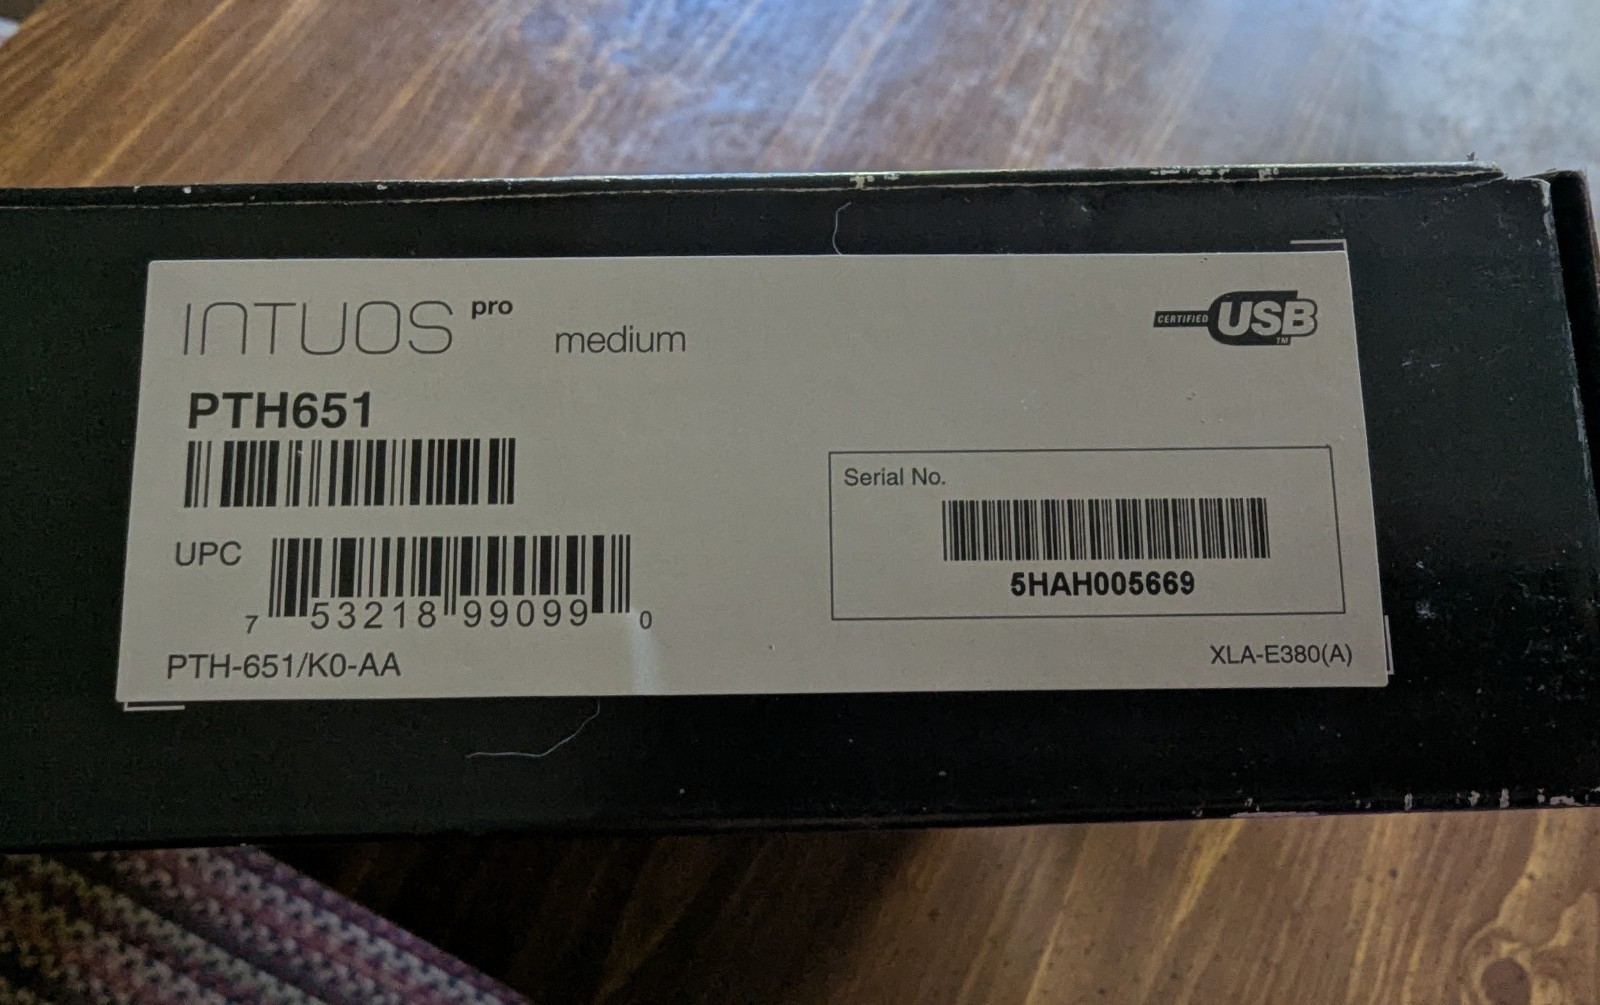 INTUOS pro medium
CERTIFIED USB TM
PTH651
Serial No.
5HAH005669
UPC
7 53218 99099 0
PTH-651/K0-AA
XLA-E380(A)